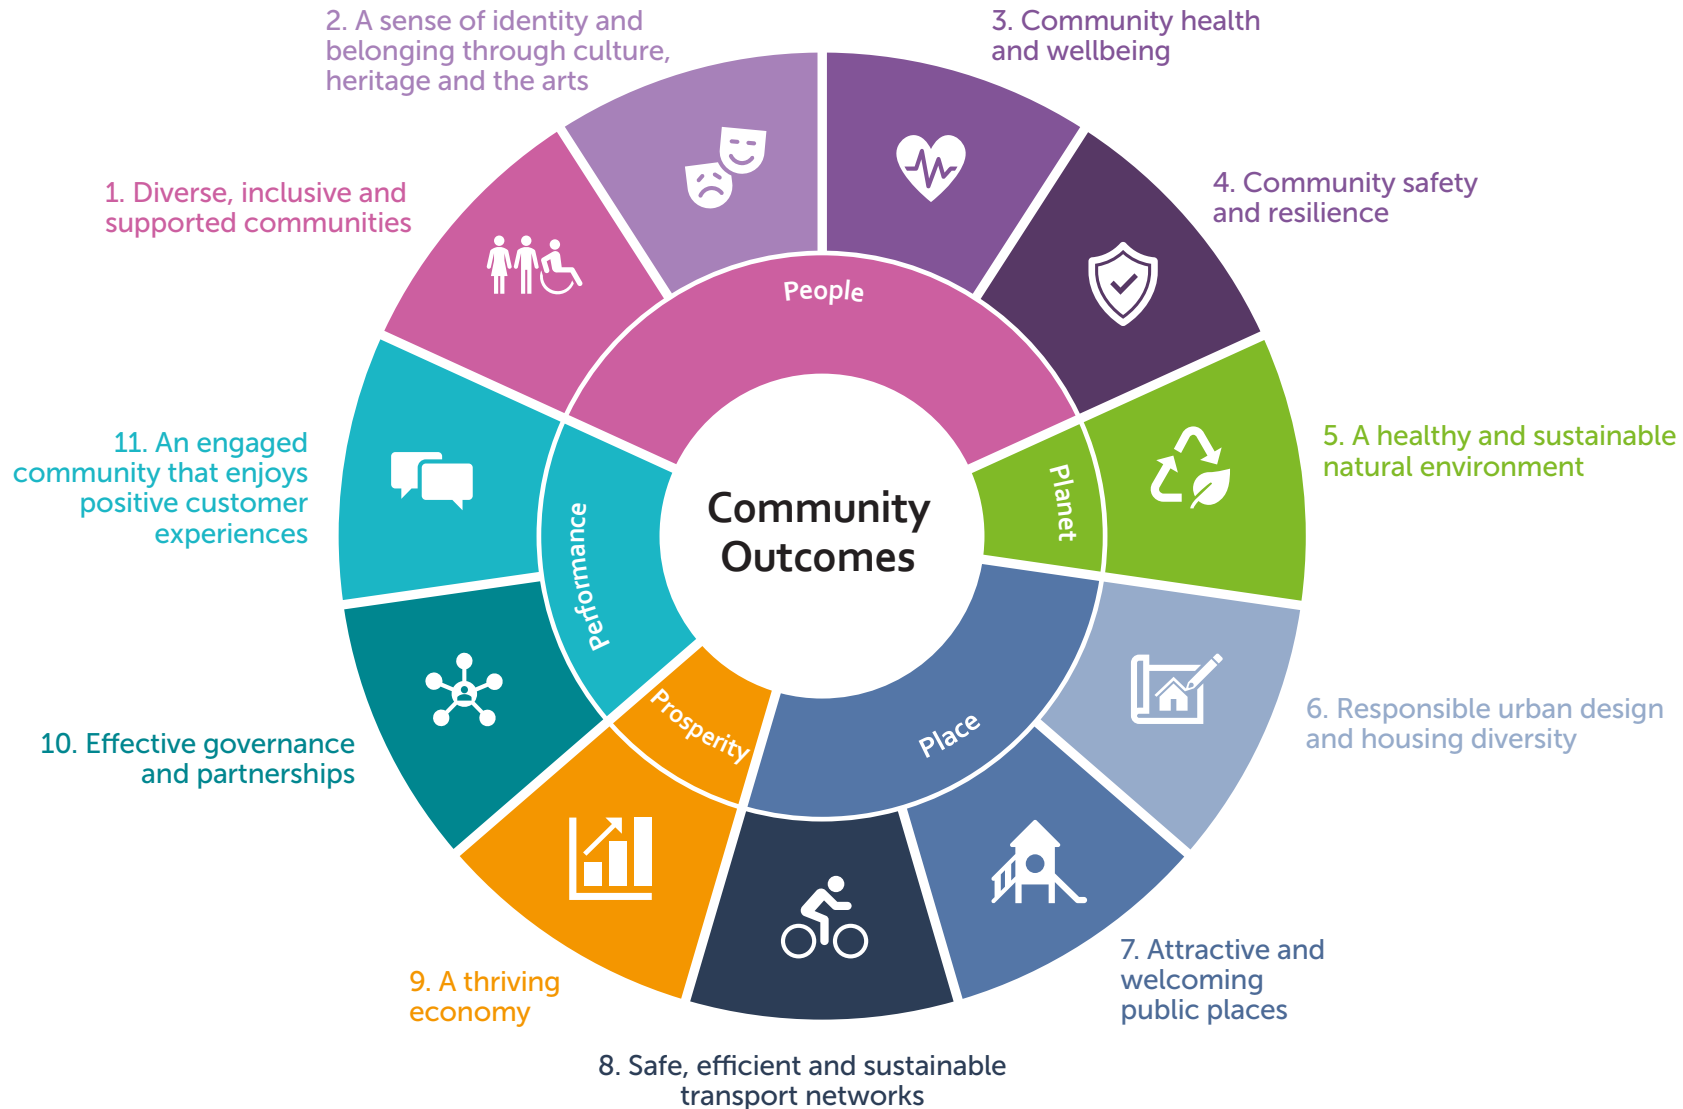 2. A sense of identity and
belonging through culture,
heritage and the arts
3. Community health
and wellbeing
1. Diverse, inclusive and
supported communities
4. Community safety
and resilience
People
11. An engaged
community that enjoys
positive customer
experiences
5. A healthy and sustainable
natural environment
Planet
Performance
Community
Outcomes
10. Effective governance
and partnerships
Prosperity
Place
6. Responsible urban design
and housing diversity
9. A thriving
economy
7. Attractive and
welcoming
public places
8. Safe, efficient and sustainable
transport networks